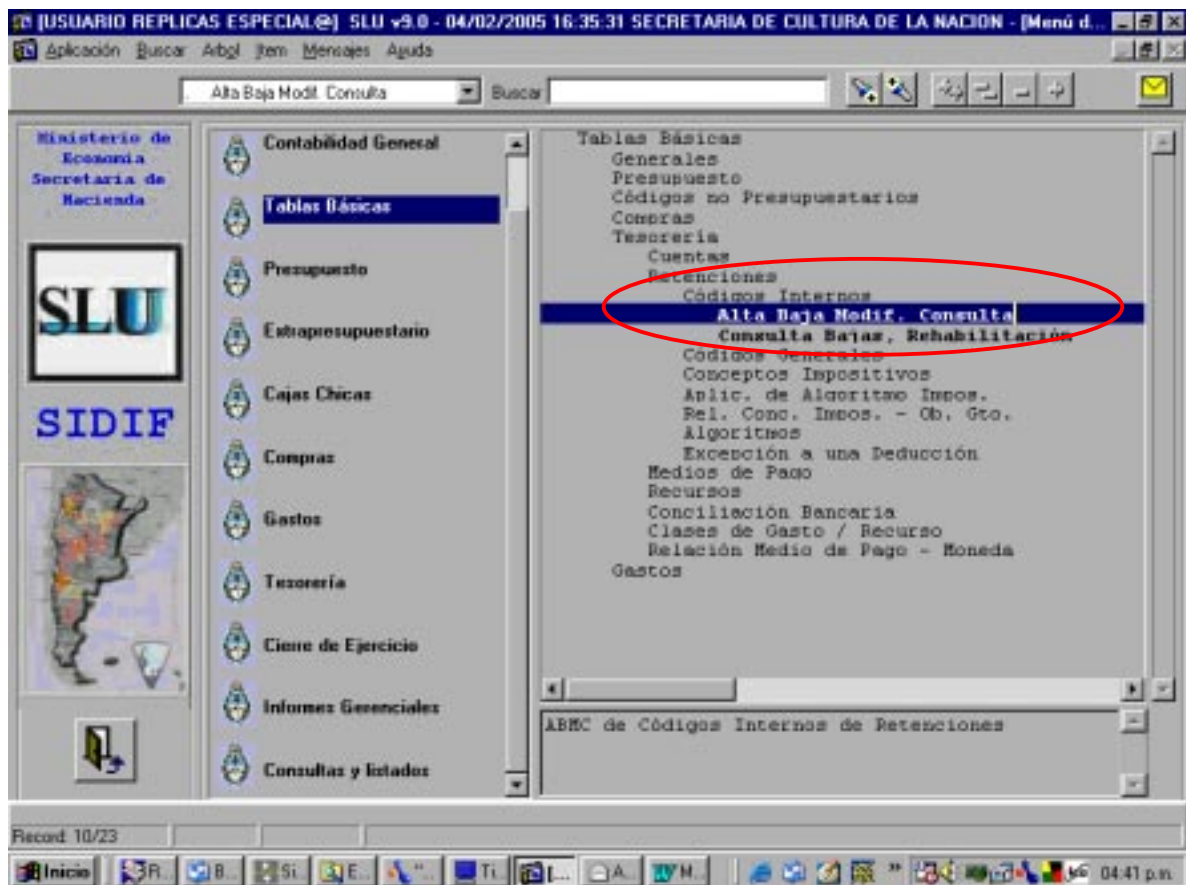 [USUARIO REPLICAS ESPECIAL@] SLU v9.0 - 04/02/2005 16:35:31 SECRETARIA DE CULTURA DE LA NACION - [Menú d...
Aplicación Buscar Arbol Item Mensajes Ayuda
. Alta Baja Modif. Consulta
Buscar
Ministerio de
Economía
Secretaría de
Hacienda
SLU
SIDIF
Contabilidad General
Tablas Básicas
Presupuesto
Extrapresupuestario
Cajas Chicas
Compras
Gastos
Tesorería
Cierre de Ejercicio
Informes Gerenciales
Consultas y listados
Tablas Básicas
Generales
Presupuesto
Códigos no Presupuestarios
Compras
Tesorería
Cuentas
Retenciones
Códigos Internos
Alta Baja Modif. Consulta
Consulta Bajas, Rehabilitación
Códigos Generales
Conceptos Impositivos
Aplic. de Algoritmo Impos.
Rel. Conc. Impos. - Ob. Gto.
Algoritmos
Excepción a una Deducción
Medios de Pago
Recursos
Conciliación Bancaria
Clases de Gasto / Recurso
Relación Medio de Pago - Moneda
Gastos
ABMC de Códigos Internos de Retenciones
Record: 10/23
Inicio R... B... Si... E... "... Ti... [... A... M... » 04:41 p.m.